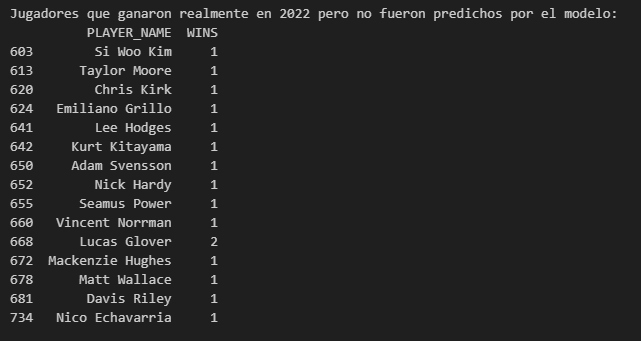 Jugadores que ganaron realmente en 2022 pero no fueron predichos por el modelo:
PLAYER_NAME WINS
603 Si Woo Kim 1
613 Taylor Moore 1
620 Chris Kirk 1
624 Emiliano Grillo 1
641 Lee Hodges 1
642 Kurt Kitayama 1
650 Adam Svensson 1
652 Nick Hardy 1
655 Seamus Power 1
660 Vincent Norrman 1
668 Lucas Glover 2
672 Mackenzie Hughes 1
678 Matt Wallace 1
681 Davis Riley 1
734 Nico Echavarria 1